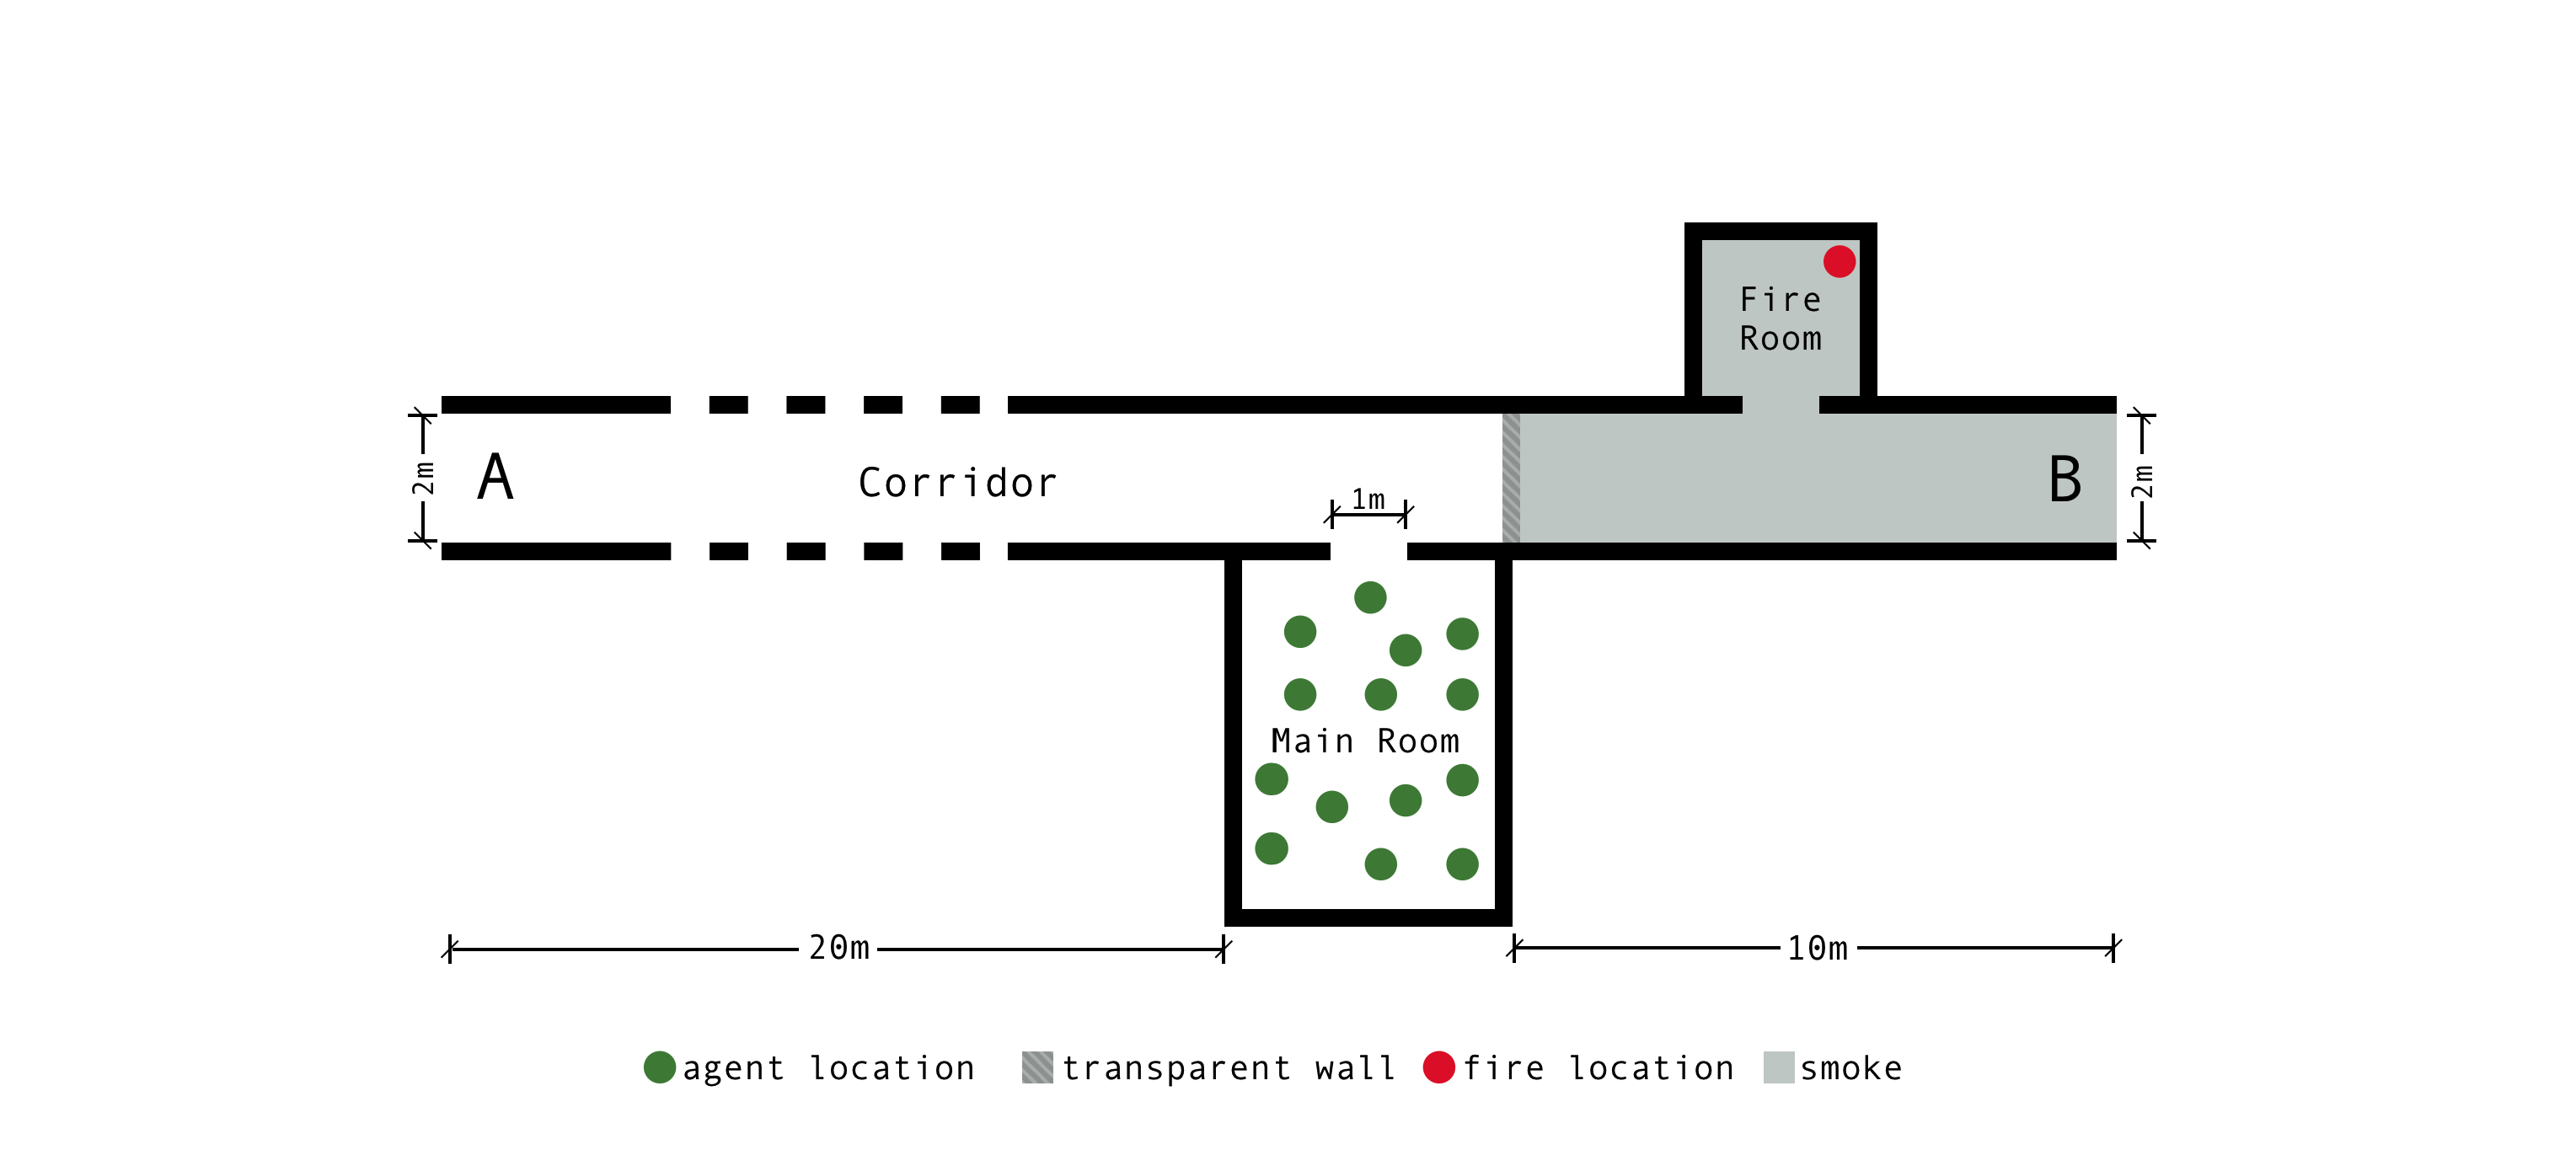 Fire
Room
A
Corridor
B
2m
2m
1m
Main Room
20m
10m
agent location
transparent wall
fire location
smoke